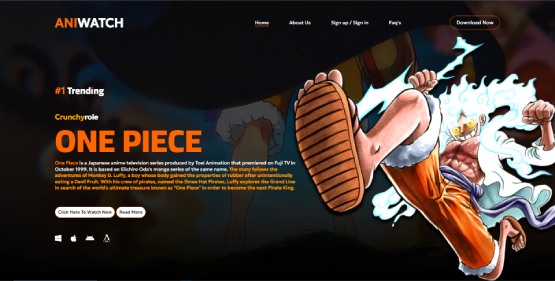 ANIWATCH
Home
About Us
Sign up / Sign in
Faq's
Download Now
#1 Trending
Crunchyrole
ONE PIECE
One Piece is a Japanese anime television series produced by Toei Animation that premiered on Fuji TV in
October 1999. It is based on Eiichiro Oda's manga series of the same name. The story follows the
adventures of Monkey D. Luffy, a boy whose body gained the properties of rubber after unintentionally
eating a Devil Fruit. With his crew of pirates, named the Straw Hat Pirates, Luffy explores the Grand Line
in search of the world's ultimate treasure known as "One Piece" in order to become the next Pirate King.
Click Here To Watch Now
Read More